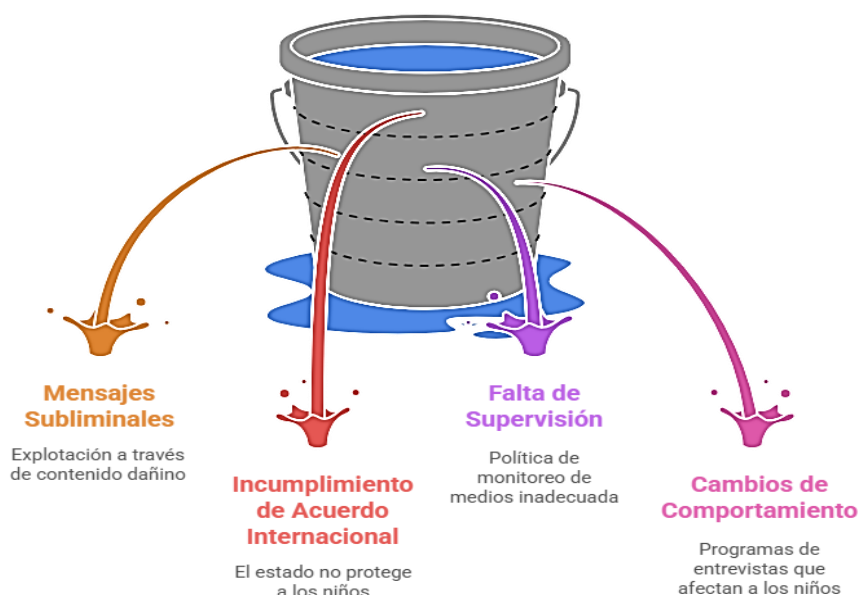 Mensajes
Subliminales
Explotación a través
de contenido dañino
Incumplimiento
de Acuerdo
Internacional
El estado no protege
a los niños
Falta de
Supervisión
Política de
monitoreo de
medios inadecuada
Cambios de
Comportamiento
Programas de
entrevistas que
afectan a los niños